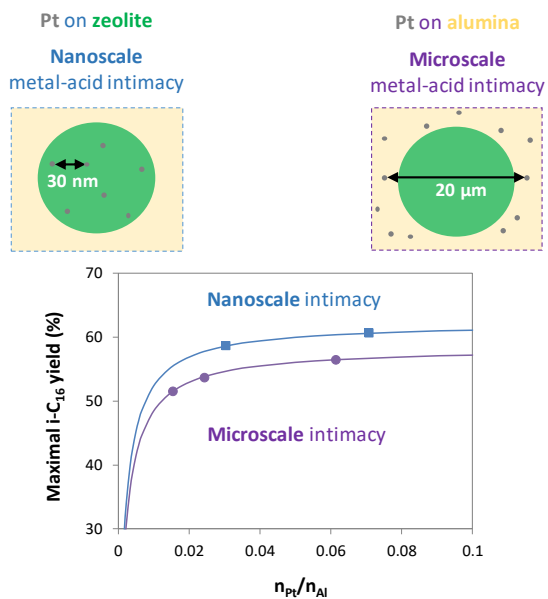 Pt on zeolite
Nanoscale
metal-acid intimacy
30 nm
Pt on alumina
Microscale
metal-acid intimacy
20 µm
Maximal i-C16 yield (%)
70
60
50
40
30
Nanoscale intimacy
Microscale intimacy
0
0.02
0.04
0.06
0.08
0.1
nPt/nAl